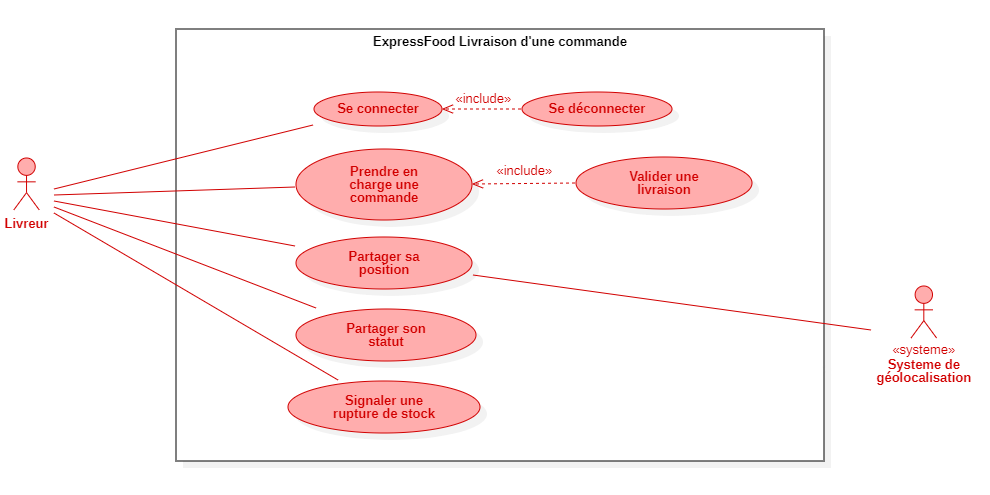 ExpressFood Livraison d'une commande
Se connecter
«include»
Se déconnecter
Prendre en
charge une
commande
«include»
Valider une
livraison
Livreur
Partager sa
position
Partager son
statut
Signaler une
rupture de stock
«systeme»
Systeme de
géolocalisation